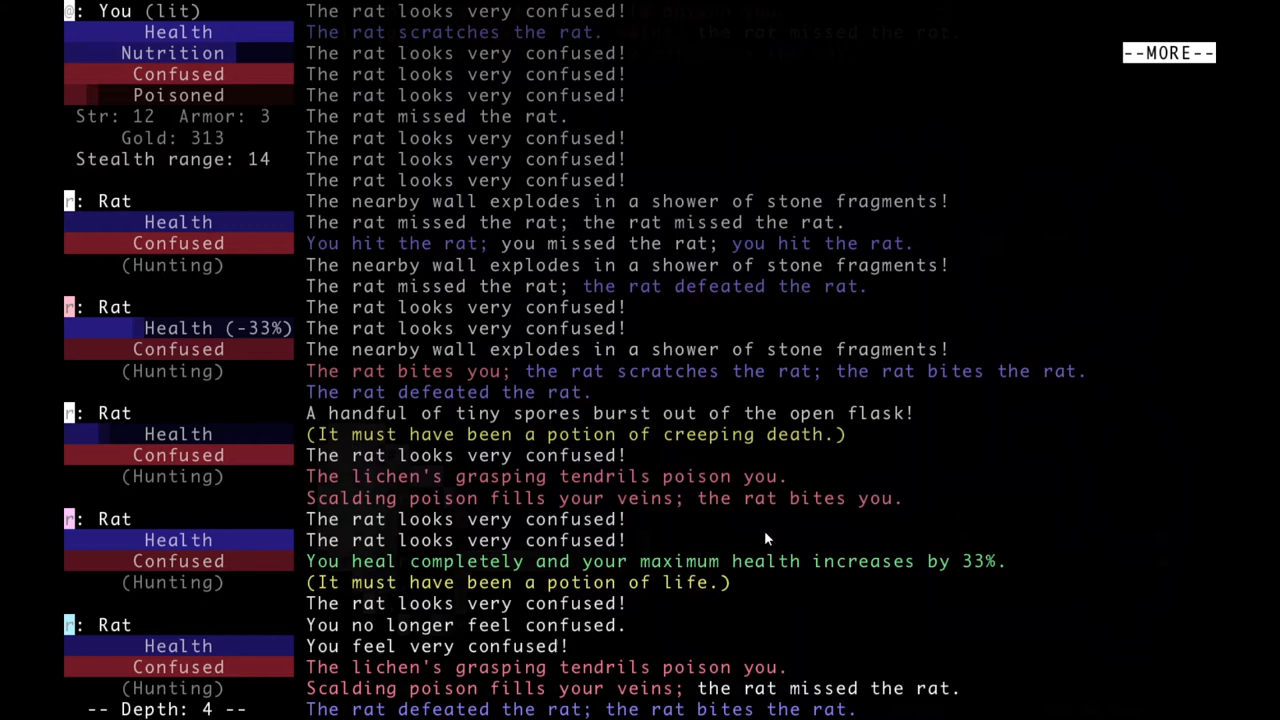 @: You (lit)
Health
Nutrition
Confused
Poisoned
Str: 12 Armor: 3
Gold: 313
Stealth range: 14
r: Rat
Health
Confused
(Hunting)
r: Rat
Health (-33%)
Confused
(Hunting)
r: Rat
Health
Confused
(Hunting)
r: Rat
Health
Confused
(Hunting)
r: Rat
Health
Confused
(Hunting)
-- Depth: 4 --
The rat looks very confused!
The rat scratches the rat.
The rat looks very confused!
The rat looks very confused!
The rat looks very confused!
The rat missed the rat.
The rat looks very confused!
The rat looks very confused!
The rat looks very confused!
The nearby wall explodes in a shower of stone fragments!
The rat missed the rat; the rat missed the rat.
You hit the rat; you missed the rat; you hit the rat.
The nearby wall explodes in a shower of stone fragments!
The rat missed the rat; the rat defeated the rat.
The rat looks very confused!
The rat looks very confused!
The nearby wall explodes in a shower of stone fragments!
The rat bites you; the rat scratches the rat; the rat bites the rat.
The rat defeated the rat.
A handful of tiny spores burst out of the open flask!
(It must have been a potion of creeping death.)
The rat looks very confused!
The lichen's grasping tendrils poison you.
Scalding poison fills your veins; the rat bites you.
The rat looks very confused!
The rat looks very confused!
You heal completely and your maximum health increases by 33%.
(It must have been a potion of life.)
The rat looks very confused!
You no longer feel confused.
You feel very confused!
The lichen's grasping tendrils poison you.
Scalding poison fills your veins; the rat missed the rat.
The rat defeated the rat; the rat bites the rat.
--MORE--